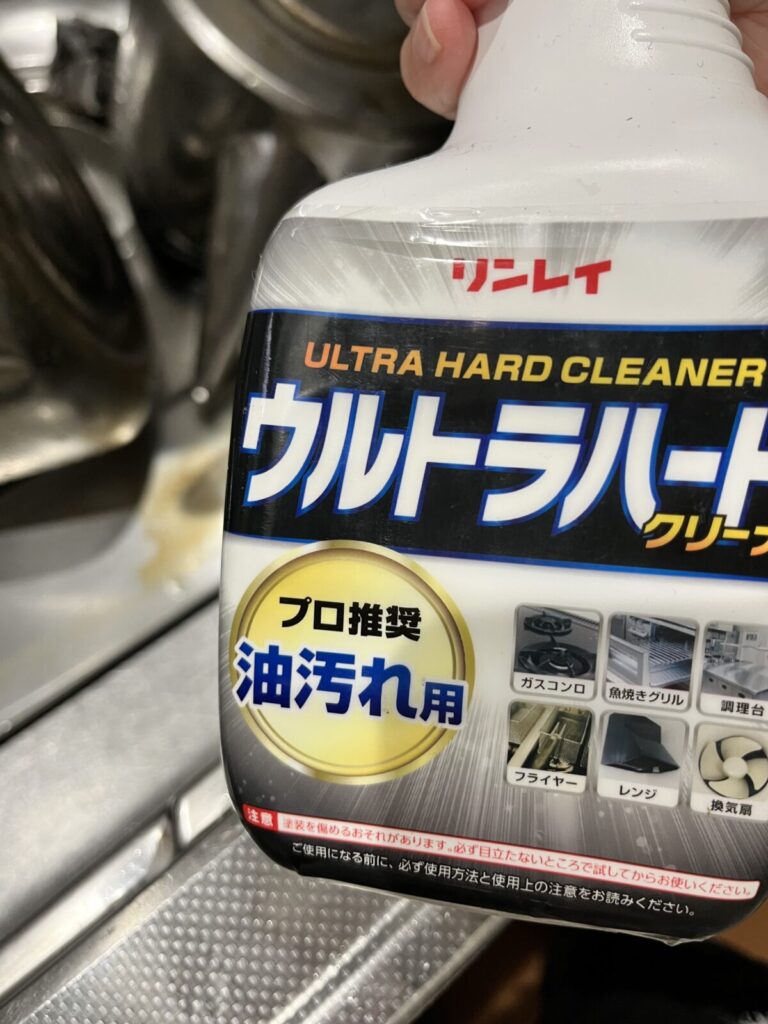 リンレイ
ULTRA HARD CLEANER
ウルトラハード
クリーナ
プロ推奨
油汚れ用
ガスコンロ
魚焼きグリル
調理台
フライヤー
レンジ
換気扇
注意 塗装を傷めるおそれがあります。必ず目立たないところで試してからお使いください。
ご使用になる前に、必ず使用方法と使用上の注意をお読みください。